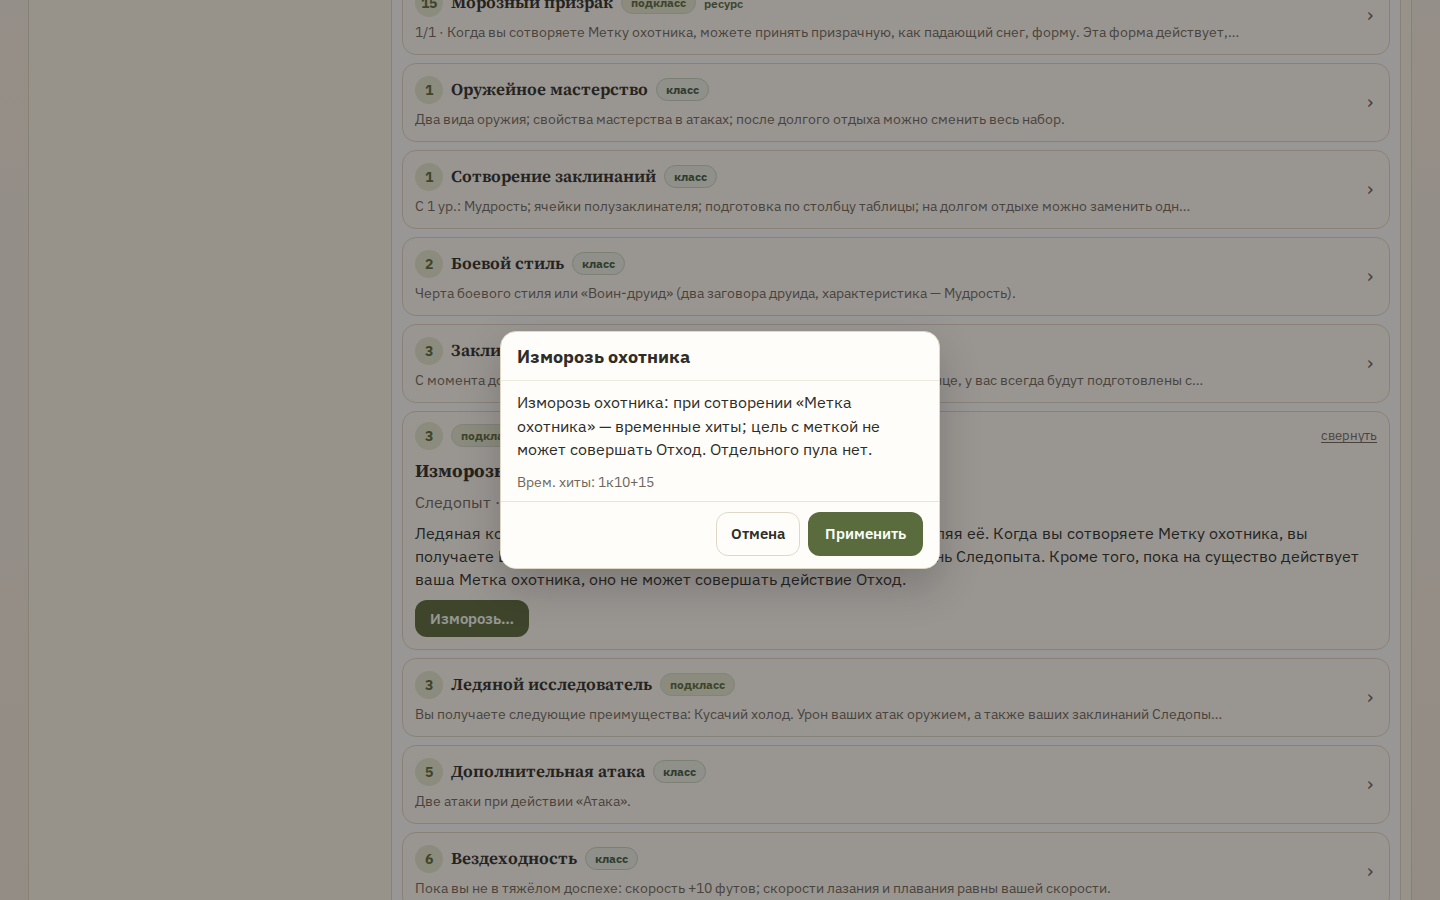 15 Морозный призрак подкласс ресурс
1/1 · Когда вы сотворяете Метку охотника, можете принять призрачную, как падающий снег, форму. Эта форма действует,...
1 Оружейное мастерство класс
Два вида оружия; свойства мастерства в атаках; после долгого отдыха можно сменить весь набор.
1 Сотворение заклинаний класс
С 1 ур.: Мудрость; ячейки полузаклинателя; подготовка по столбцу таблицы; на долгом отдыхе можно заменить одн...
2 Боевой стиль класс
Черта боевого стиля или «Воин-друид» (два заговора друида, характеристика — Мудрость).
3
у вас всегда будут подготовлены с...
С момента
Изморозь охотника
Изморозь охотника: при сотворении «Метка
охотника» — временные хиты; цель с меткой не
может совершать Отход. Отдельного пула нет.
Врем. хиты: 1к10+15
Отмена Применить
3 свернуть
Следопыт ·
Ледяная её. Когда вы сотворяете Метку охотника, вы
получаете Следопыта. Кроме того, пока на существо действует
ваша Метка охотника, оно не может совершать действие Отход.
Изморозь...
3 Ледяной исследователь подкласс
Вы получаете следующие преимущества: Кусачий холод. Урон ваших атак оружием, а также ваших заклинаний Следопы...
5 Дополнительная атака класс
Две атаки при действии «Атака».
6 Вездеходность класс
Пока вы не в тяжёлом доспехе: скорость +10 футов; скорости лазания и плавания равны вашей скорости.